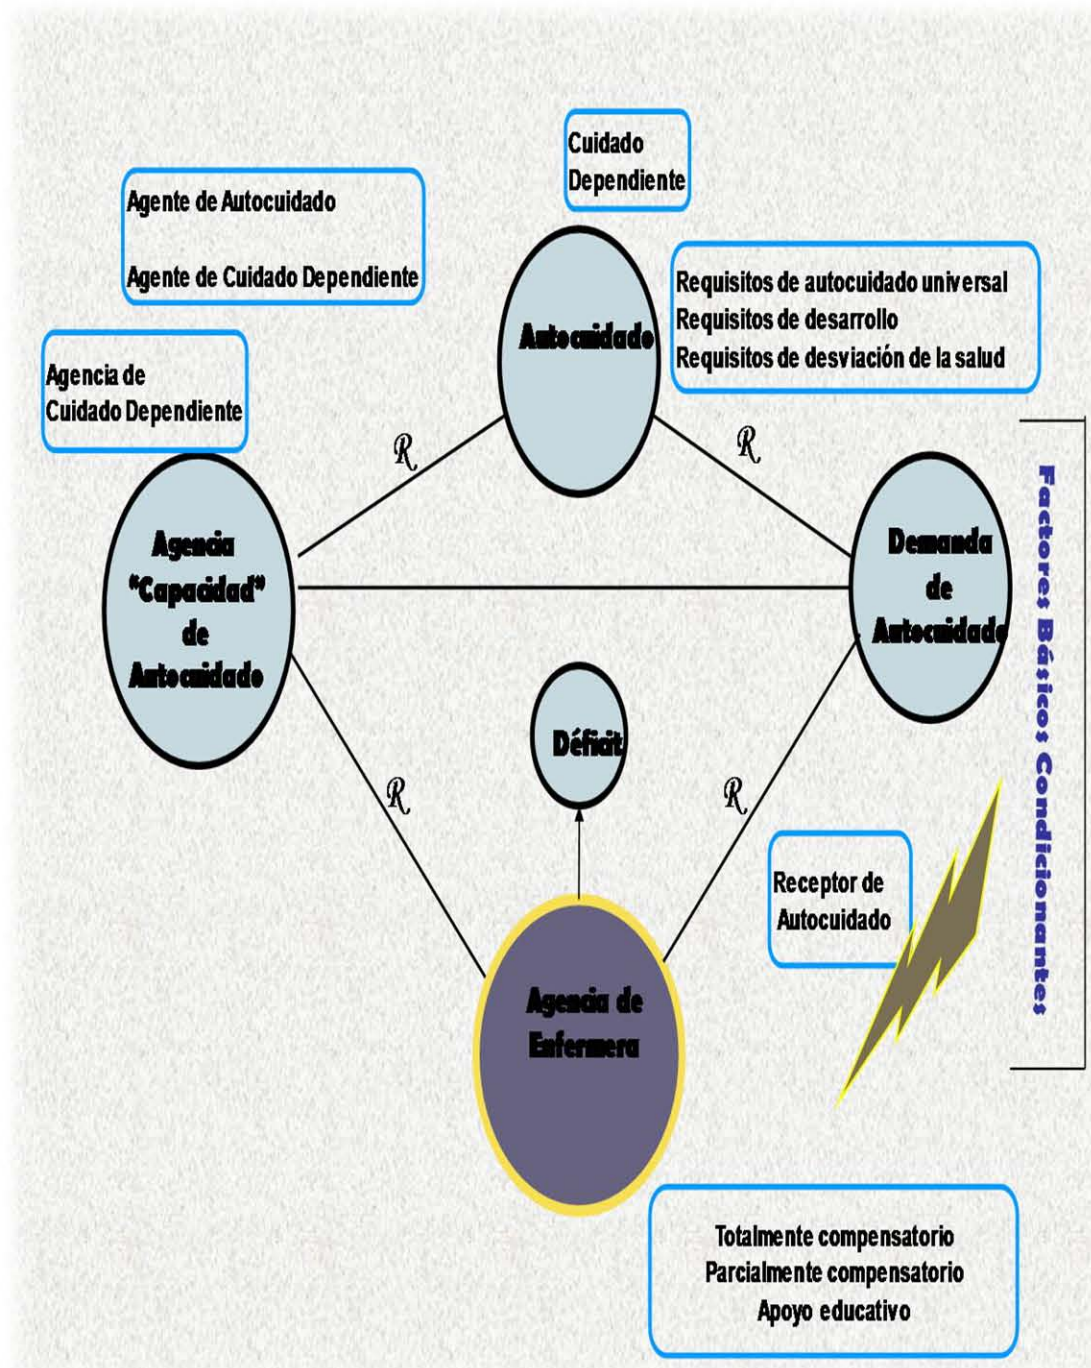 Cuidado
Dependiente
Agente de Autocuidado
Agente de Cuidado Dependiente
Autocuidado
Requisitos de autocuidado universal
Requisitos de desarrollo
Requisitos de desviación de la salud
Agencia de
Cuidado Dependiente
R
R
Agencia
"Capacidad"
de
Autocuidado
Demanda
de
Autocuidado
Factores Básicos Condicionantes
Déficit
R
R
Receptor de
Autocuidado
Agencia de
Enfermera
Totalmente compensatorio
Parcialmente compensatorio
Apoyo educativo